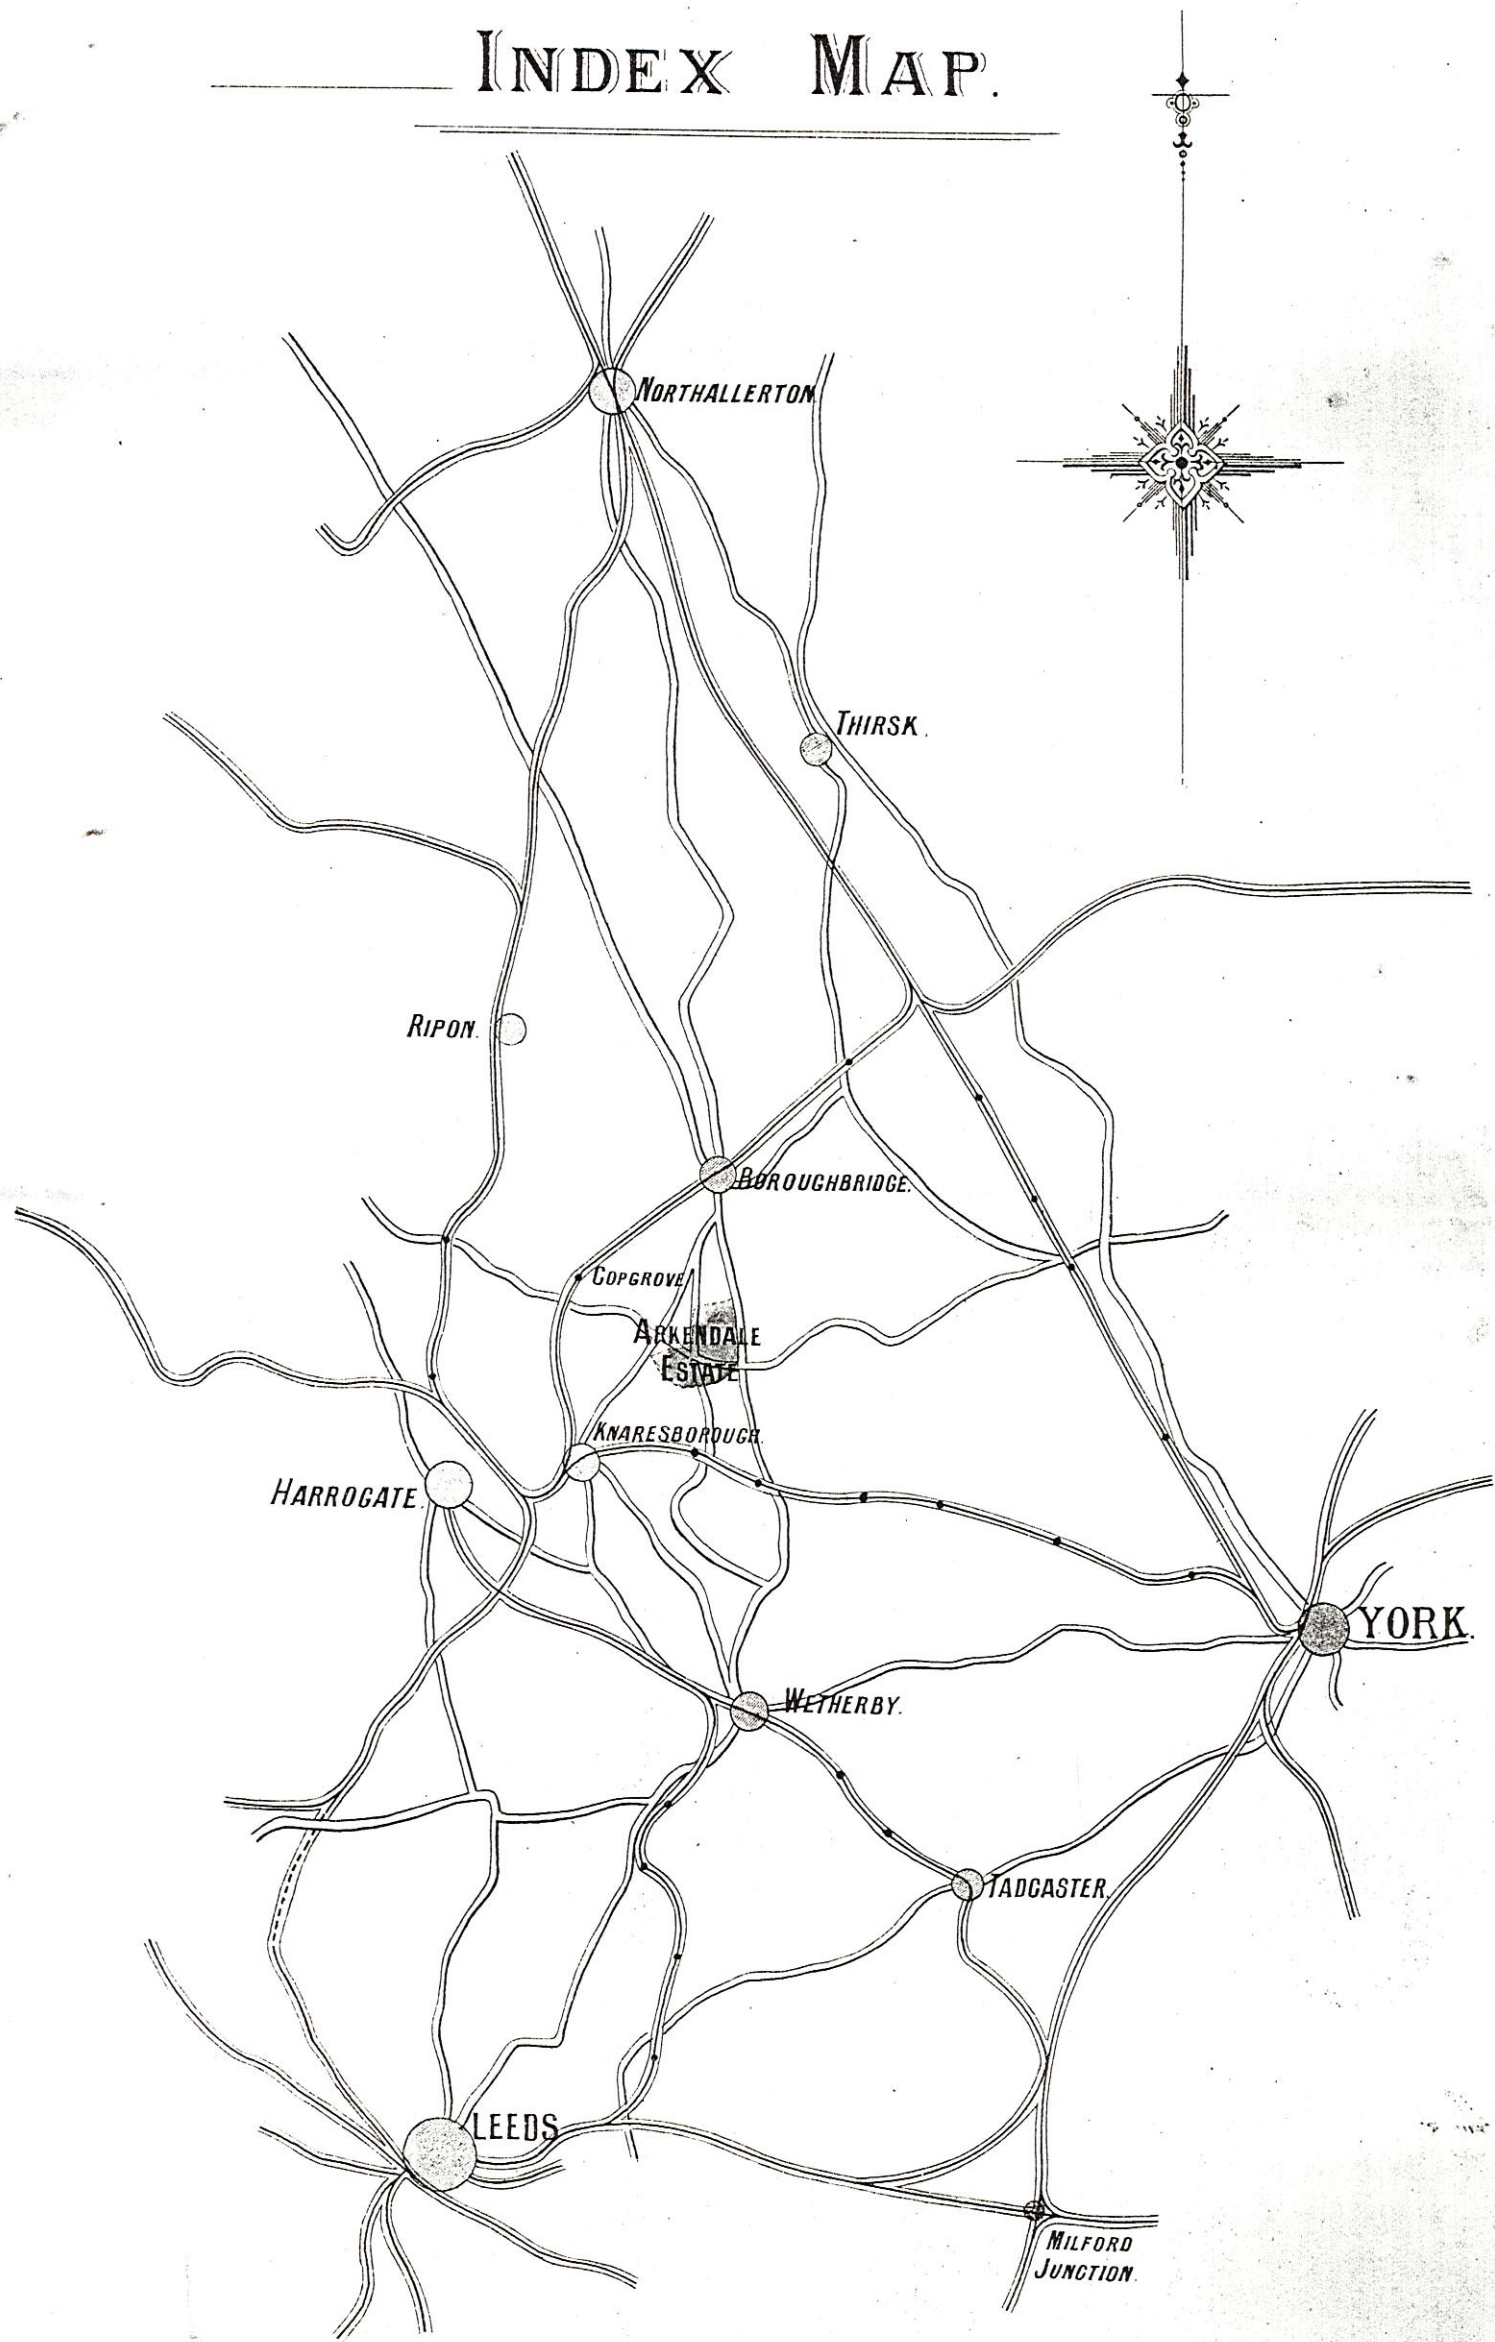 INDEX MAP.
NORTHALLERTON
THIRSK.
RIPON.
BOROUGHBRIDGE.
COPGROVE
ARKENDALE
ESTATE
KNARESBOROUGH.
HARROGATE.
YORK.
WETHERBY.
TADCASTER.
LEEDS
MILFORD
JUNCTION.